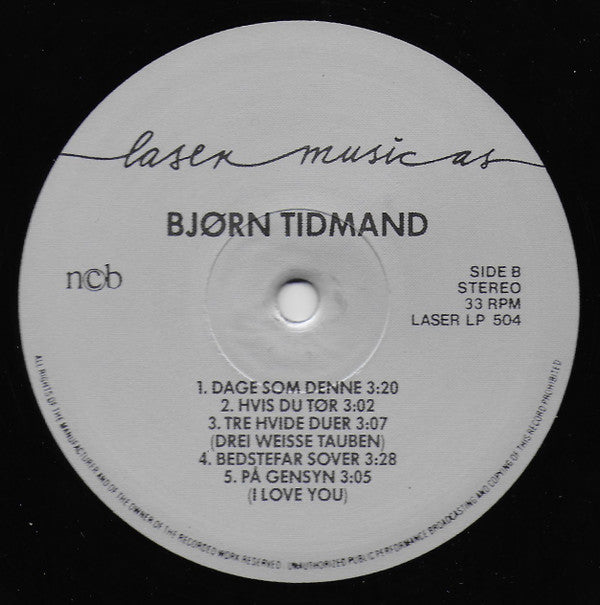 laser music as
BJØRN TIDMAND
ncb
SIDE B
STEREO
33 RPM
LASER LP 504
1. DAGE SOM DENNE 3:20
2. HVIS DU TØR 3:02
3. TRE HVIDE DUER 3:07
(DREI WEISSE TAUBEN)
4. BEDSTEFAR SOVER 3:28
5. PÅ GENSYN 3:05
(I LOVE YOU)
ALL RIGHTS OF THE MANUFACTURER AND OF THE OWNER OF THE RECORDED WORK RESERVED. UNAUTHORIZED PUBLIC PERFORMANCE BROADCASTING AND COPYING OF THIS RECORD PROHIBITED